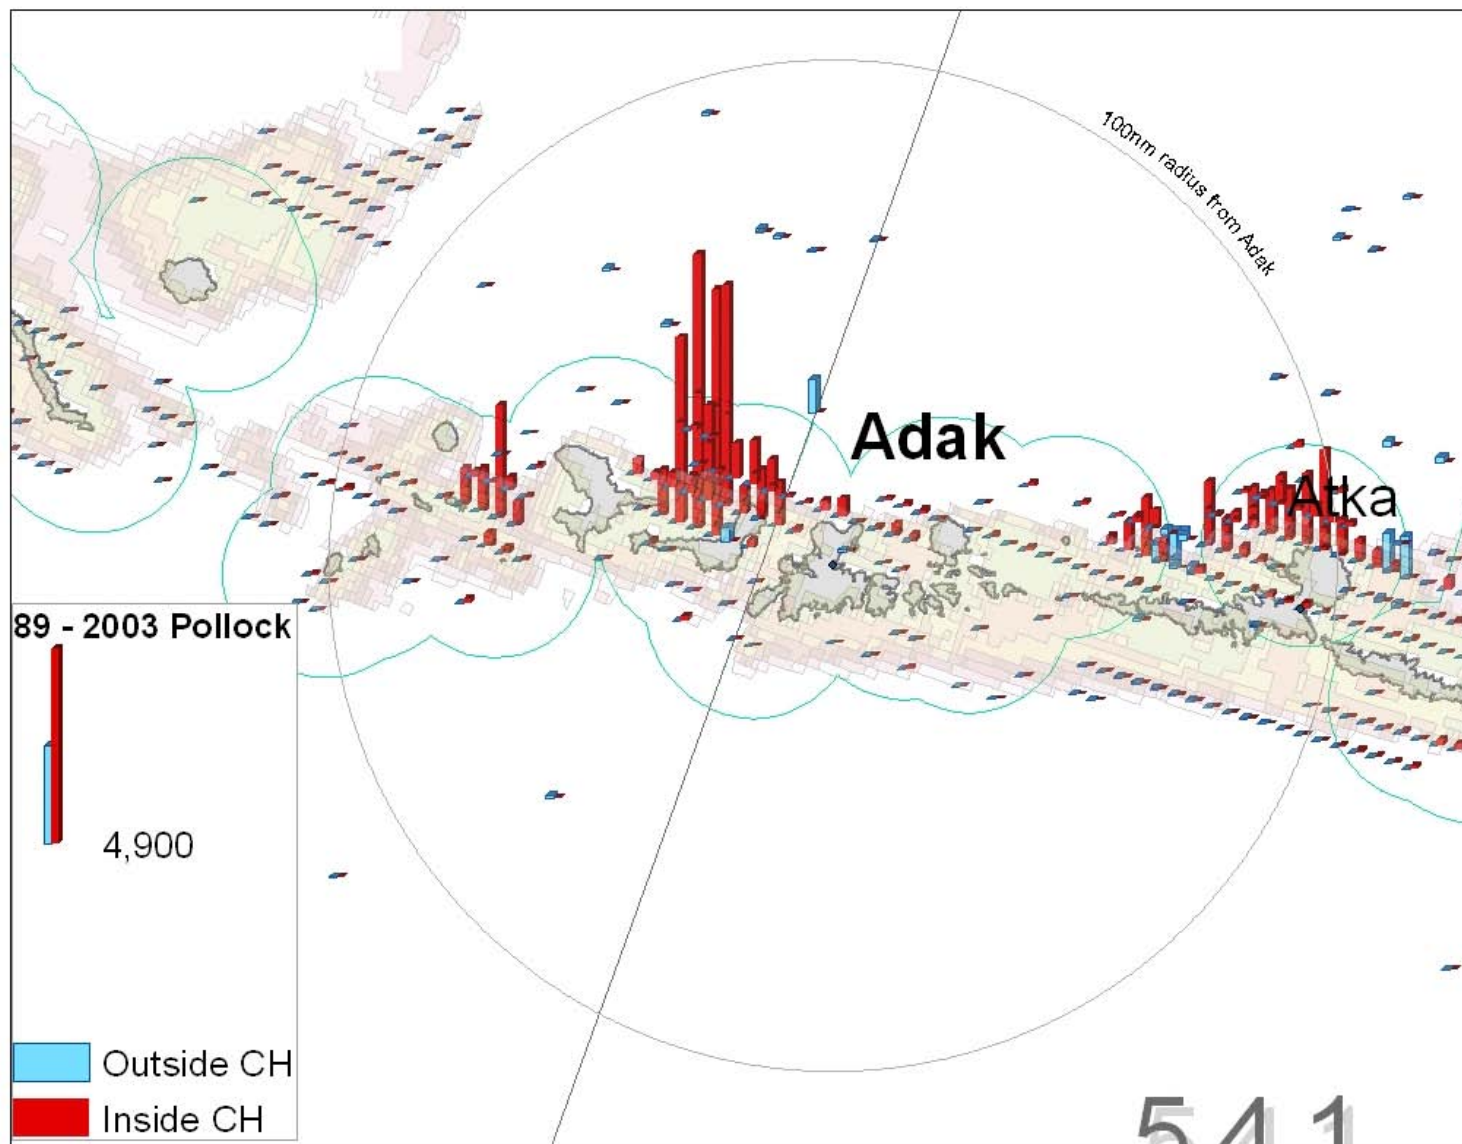 100nm radius from Adak
Adak
Atka
89 - 2003 Pollock
4,900
Outside CH
Inside CH
541